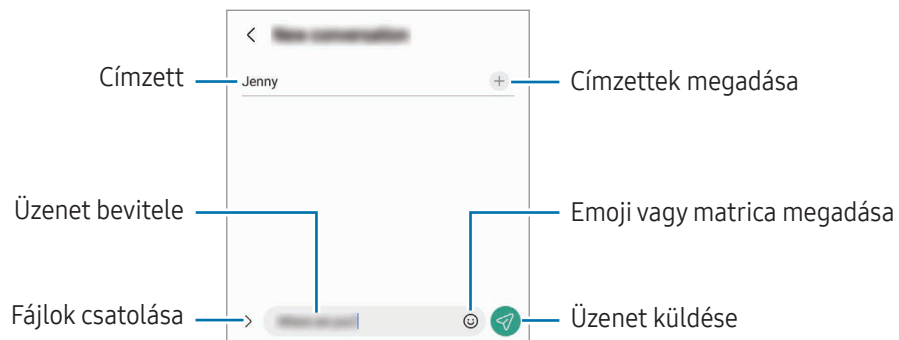 Címzett
Jenny
Címzettek megadása
Üzenet bevitele
Emoji vagy matrica megadása
Fájlok csatolása
Üzenet küldése